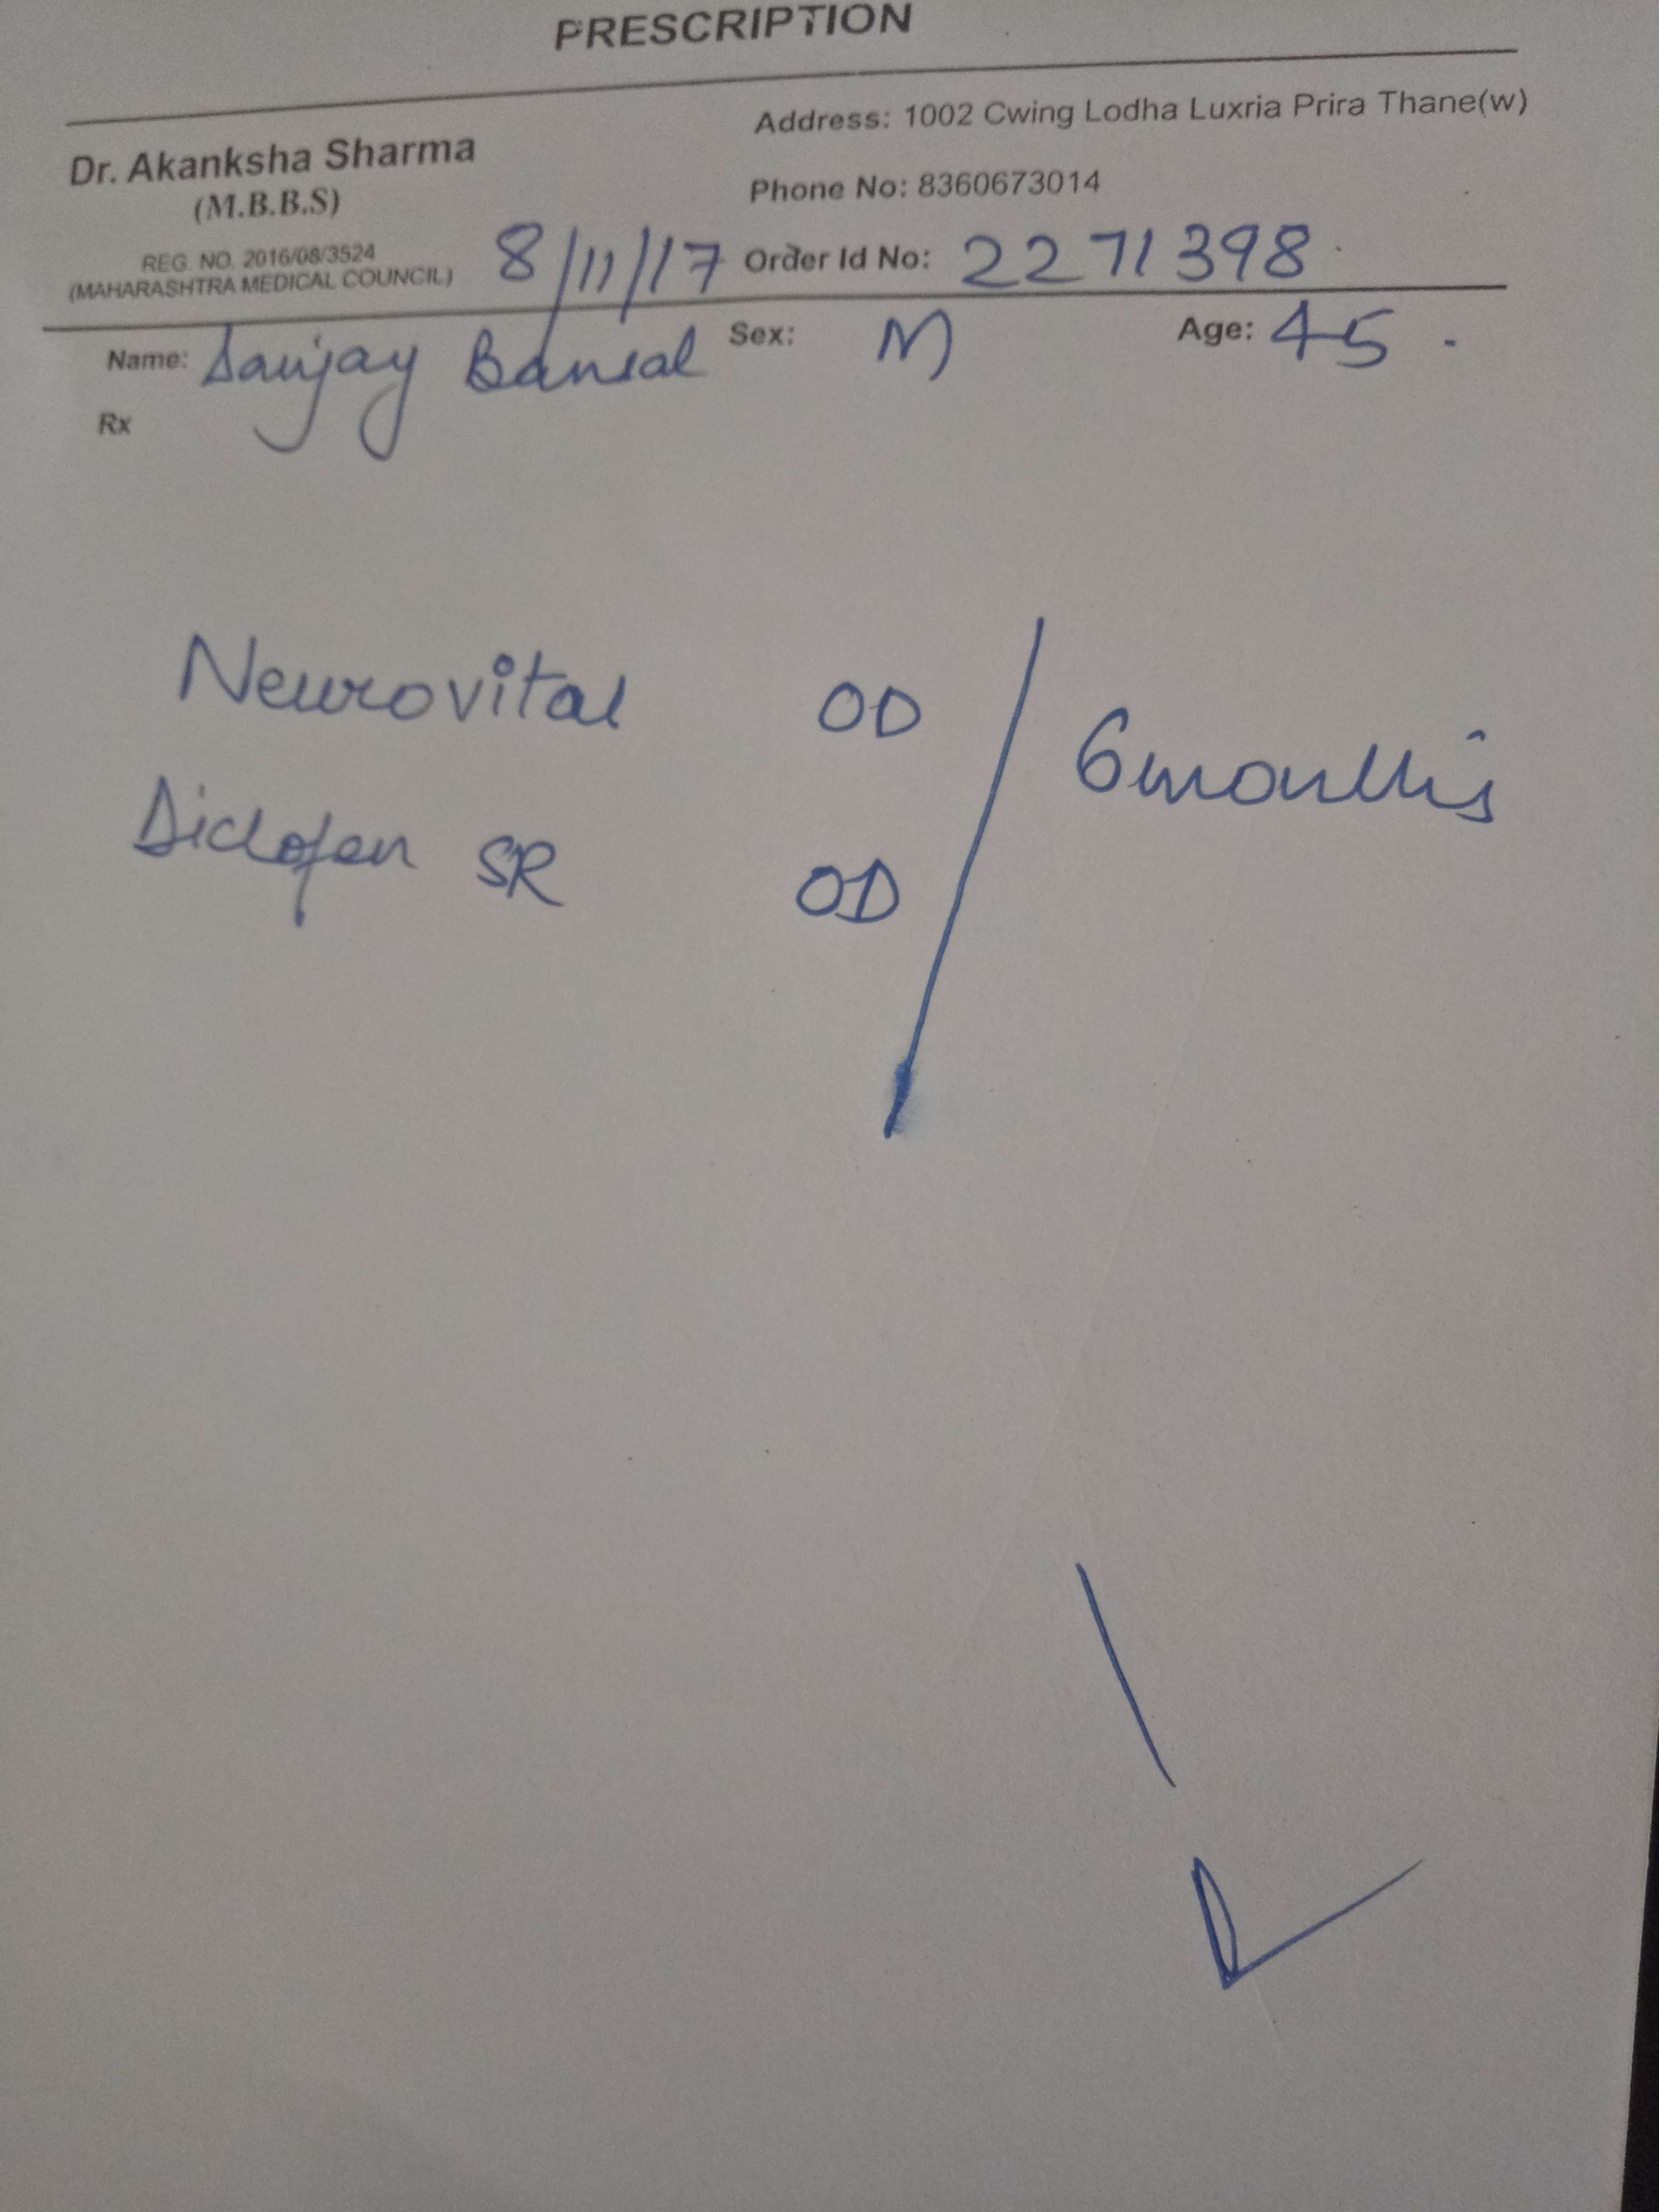 PRESCRIPTION
Address: 1002 Cwing Lodha Luxria Prira Thane(w)
Dr. Akanksha Sharma
(M.B.B.S)
Phone No: 8360673014
REG. NO. 2016/08/3524
(MAHARASHTRA MEDICAL COUNCIL)
8/11/17 Order Id No: 2271398
Name: Sanjay Bansal Sex: M Age: 45
Rx
Neurovital OD
6 months
Diclofen SR OD